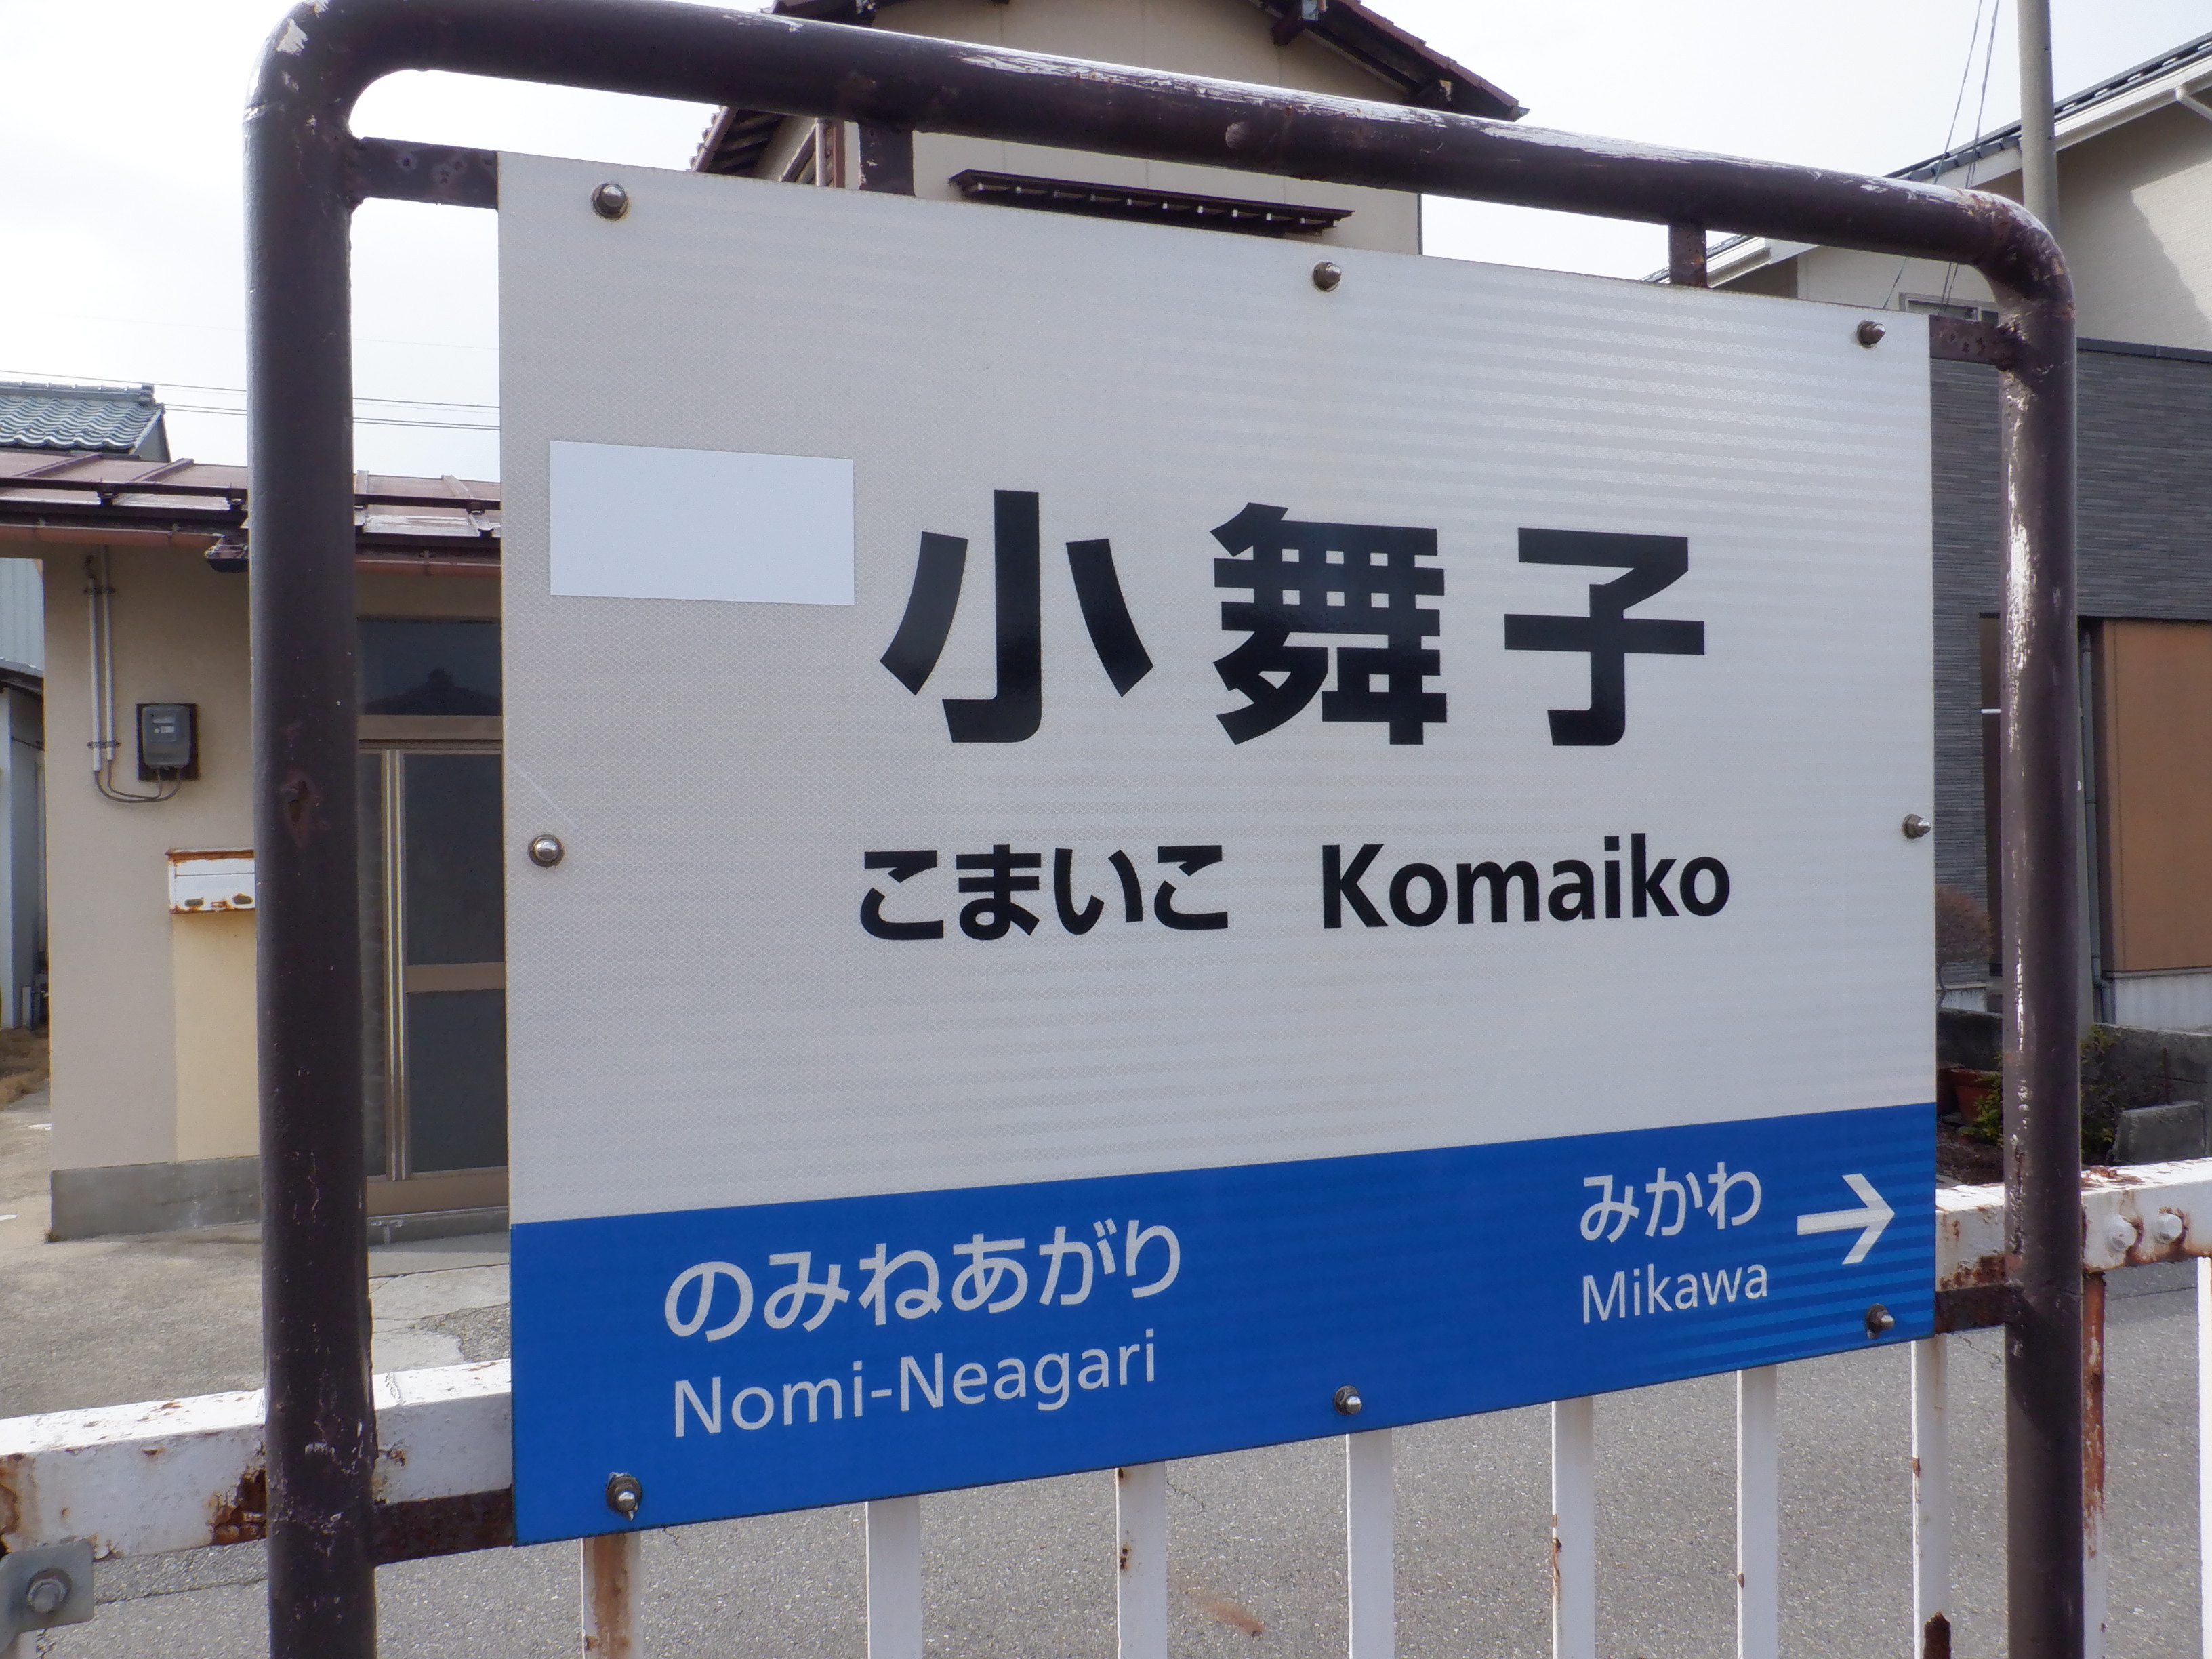 小舞子
こまいこ Komaiko
のみねあがり
Nomi-Neagari
みかわ →
Mikawa